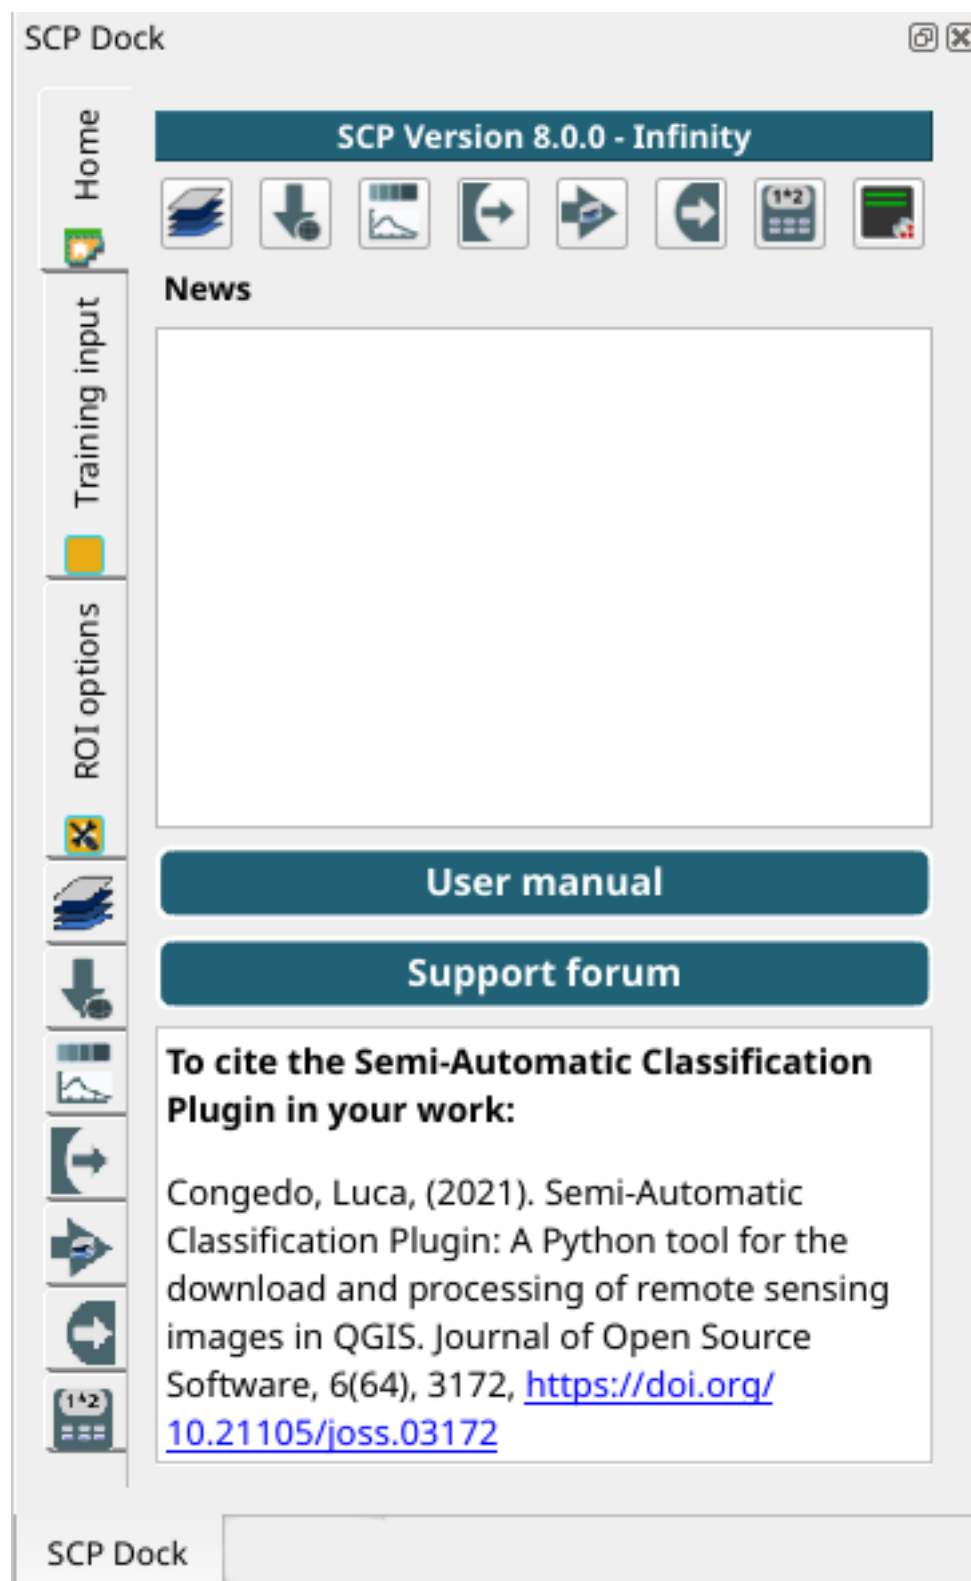 SCP Dock
Home
SCP Version 8.0.0 - Infinity
1*2
News
Training input
ROI options
User manual
Support forum
To cite the Semi-Automatic Classification
Plugin in your work:
Congedo, Luca, (2021). Semi-Automatic
Classification Plugin: A Python tool for the
download and processing of remote sensing
images in QGIS. Journal of Open Source
Software, 6(64), 3172, https://doi.org/
10.21105/joss.03172
1*2
SCP Dock